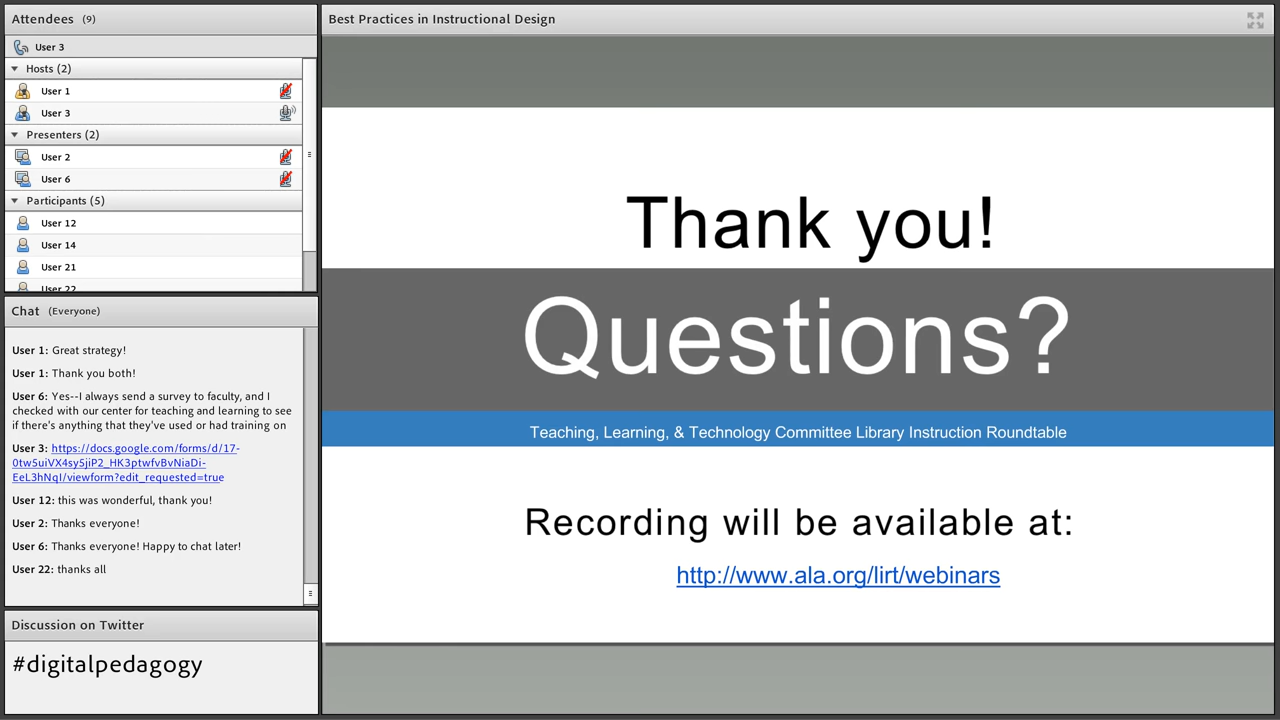 Attendees (9)
User 3
Hosts (2)
User 1
User 3
Presenters (2)
User 2
User 6
Participants (5)
User 12
User 14
User 21
User 22
Chat (Everyone)
User 1: Great strategy!
User 1: Thank you both!
User 6: Yes--I always send a survey to faculty, and I
checked with our center for teaching and learning to see
if there's anything that they've used or had training on
User 3: https://docs.google.com/forms/d/17-
0tw5uiVX4sy5jiP2_HK3ptwfvBvNiaDi-
EeL3hNqI/viewform?edit_requested=true
User 12: this was wonderful, thank you!
User 2: Thanks everyone!
User 6: Thanks everyone! Happy to chat later!
User 22: thanks all
Discussion on Twitter
#digitalpedagogy
Best Practices in Instructional Design
Thank you!
Questions?
Teaching, Learning, & Technology Committee Library Instruction Roundtable
Recording will be available at:
http://www.ala.org/lirt/webinars